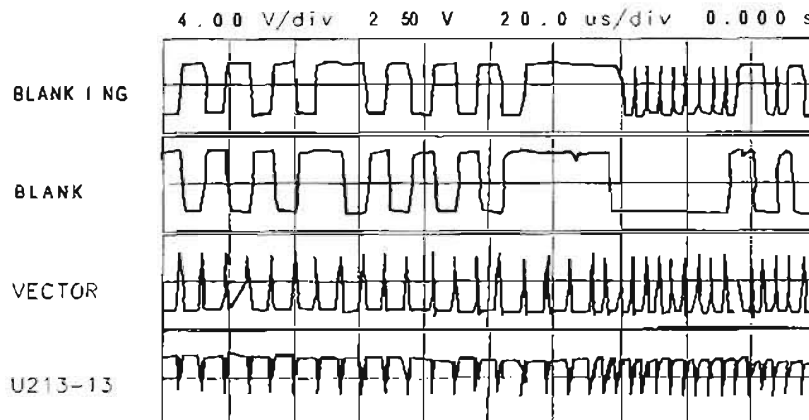 4.00 V/div 2 50 V 20.0 us/div 0.000 s
BLANKING
BLANK
VECTOR
U213-13